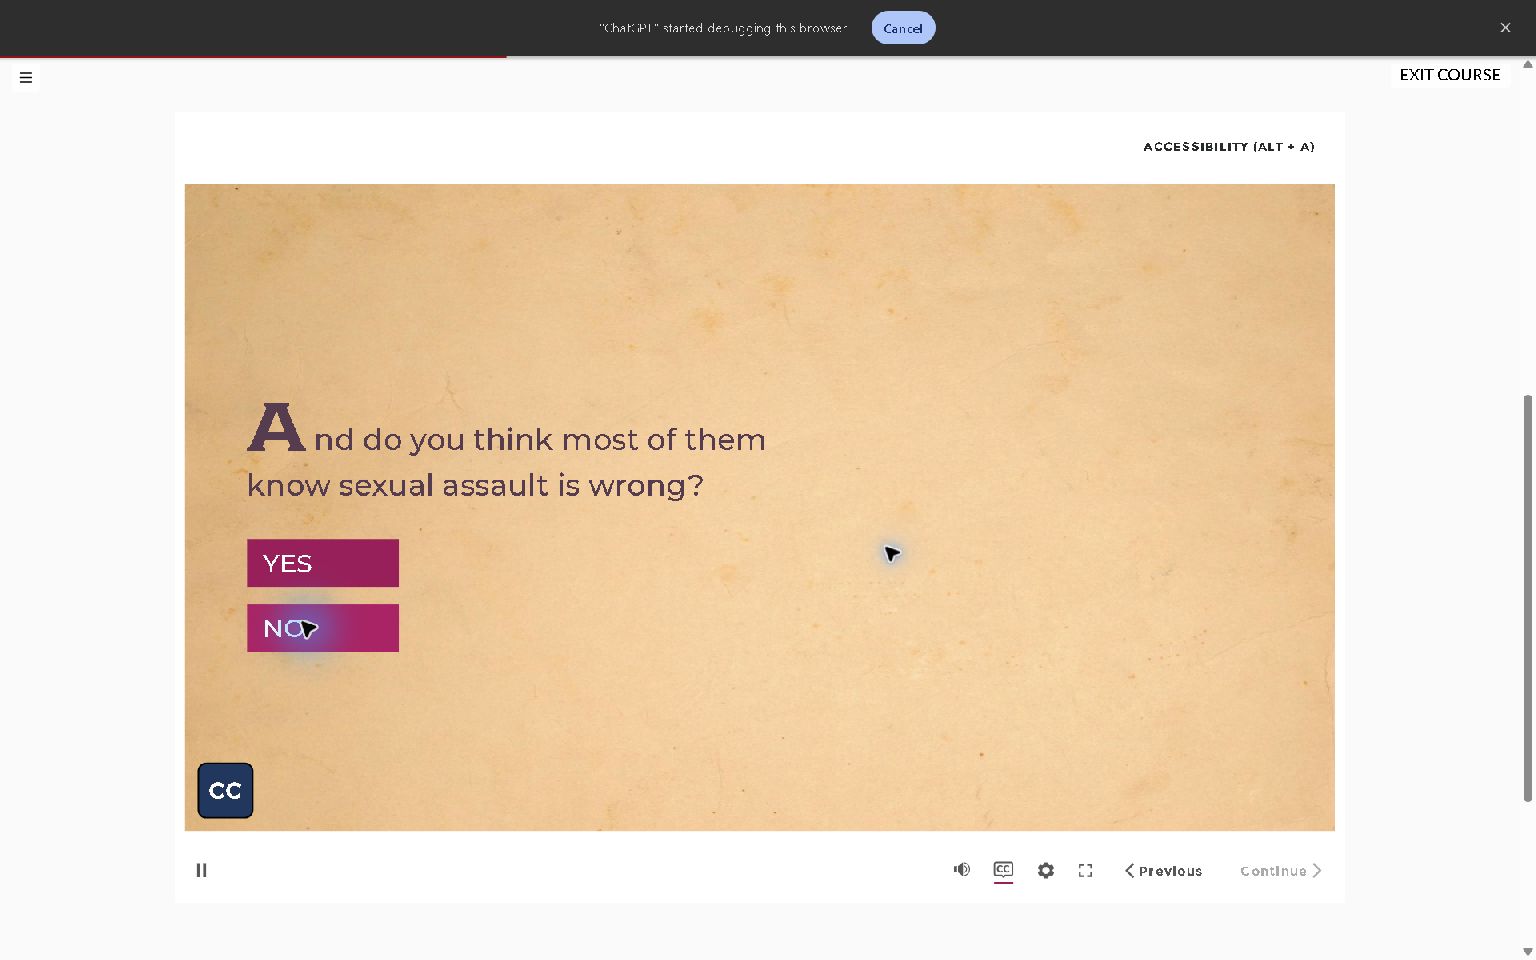 "ChatGPT" started debugging this browser
Cancel
EXIT COURSE
ACCESSIBILITY (ALT + A)
And do you think most of them
know sexual assault is wrong?
YES
NO
CC
CC
Previous
Continue